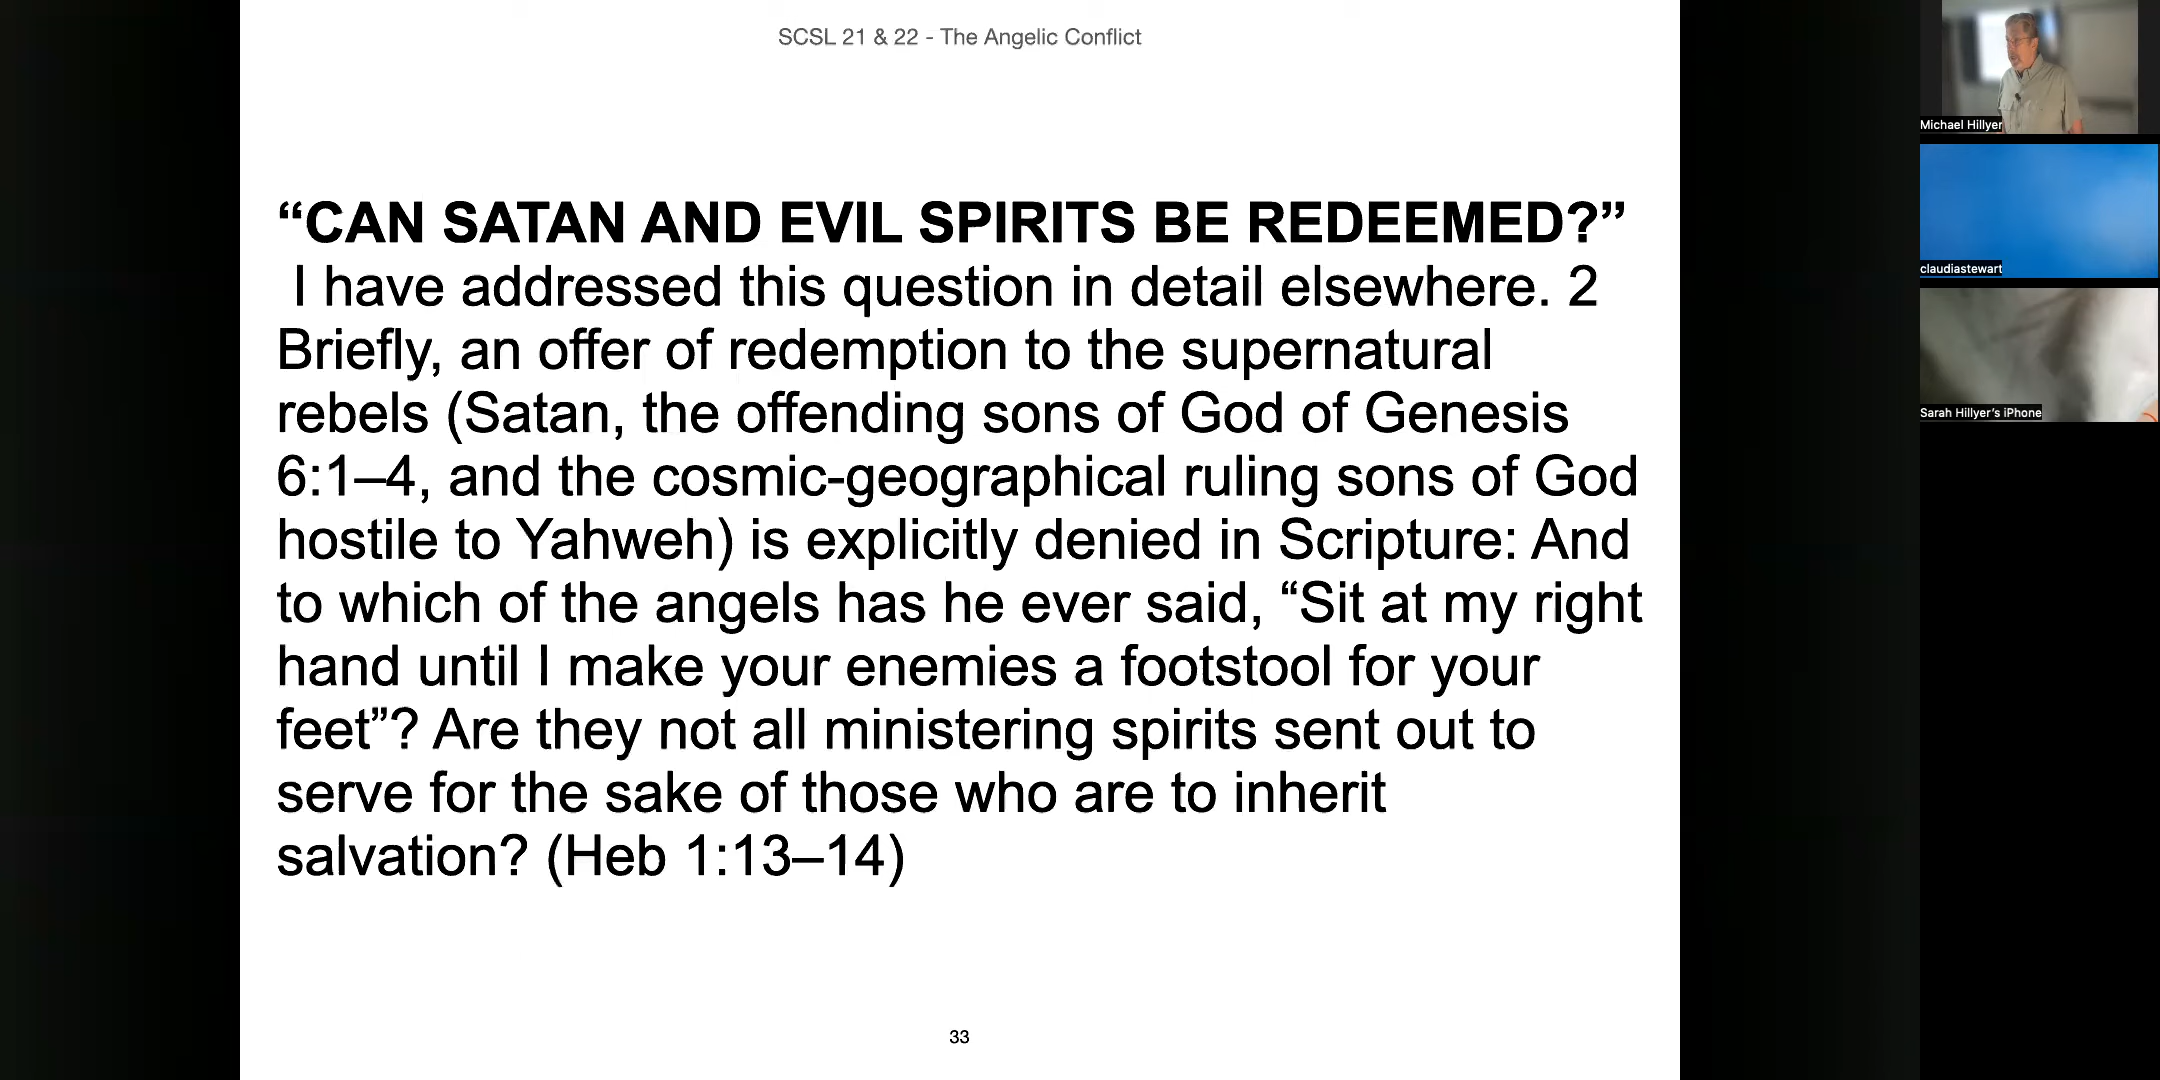 SCSL 21 & 22 - The Angelic Conflict
“CAN SATAN AND EVIL SPIRITS BE REDEEMED?”
I have addressed this question in detail elsewhere. 2
Briefly, an offer of redemption to the supernatural
rebels (Satan, the offending sons of God of Genesis
6:1–4, and the cosmic-geographical ruling sons of God
hostile to Yahweh) is explicitly denied in Scripture: And
to which of the angels has he ever said, “Sit at my right
hand until I make your enemies a footstool for your
feet”? Are they not all ministering spirits sent out to
serve for the sake of those who are to inherit
salvation? (Heb 1:13–14)
33
Michael Hillyer
claudiastewart
Sarah Hillyer’s iPhone